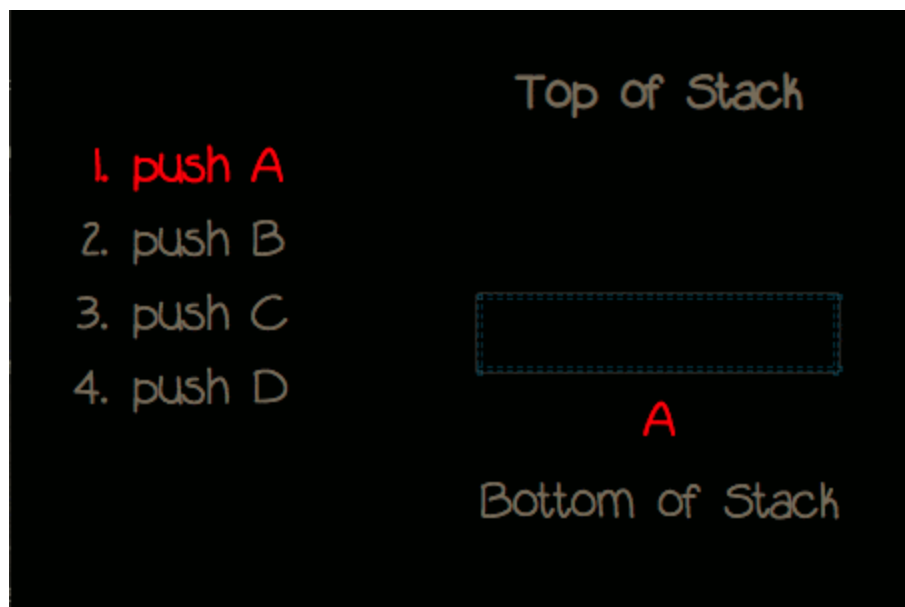 Top of Stack
1. push A
2. push B
3. push C
4. push D
A
Bottom of Stack